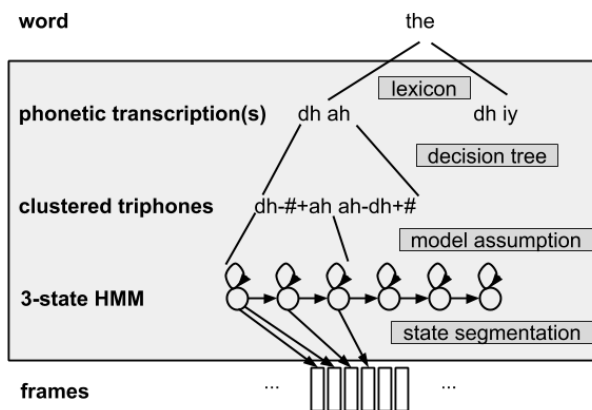 word the
lexicon
phonetic transcription(s) dh ah dh iy
decision tree
clustered triphones dh-#+ah ah-dh+#
model assumption
3-state HMM
state segmentation
frames ... ...